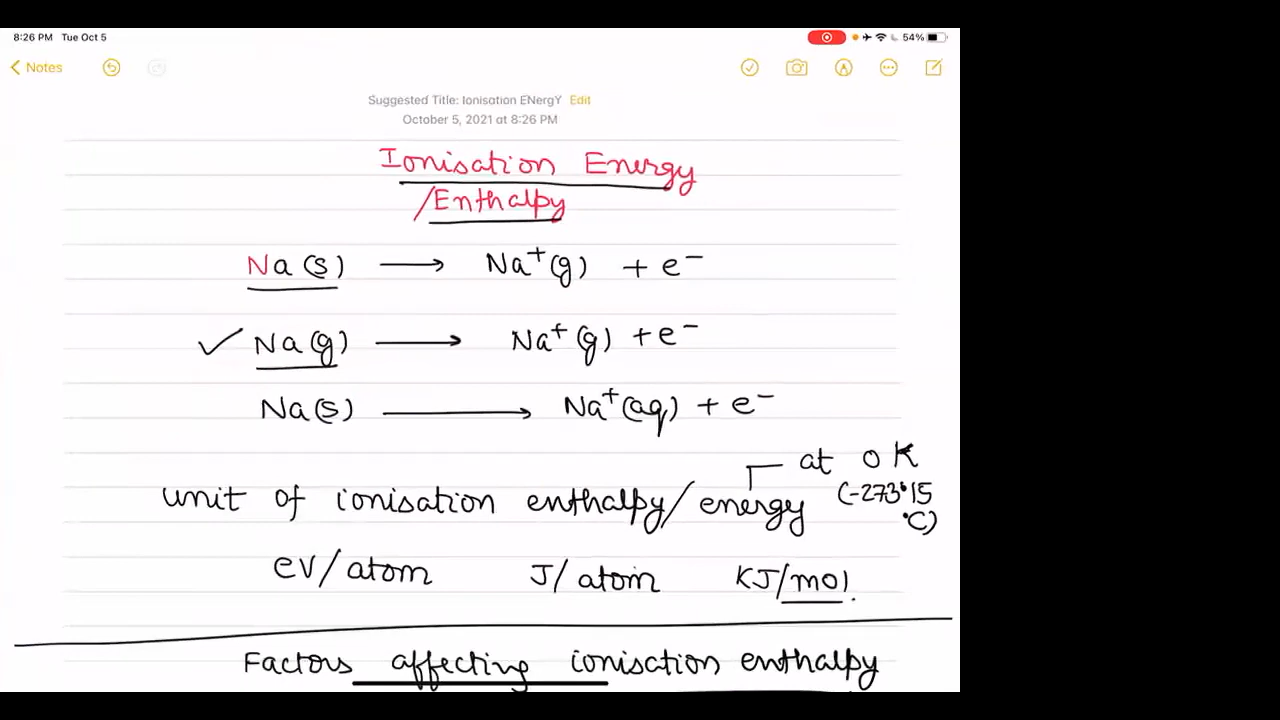 8:26 PM Tue Oct 5 54%
Notes
Suggested Title: Ionisation ENergY Edit
October 5, 2021 at 8:26 PM
Ionisation Energy
/Enthalpy
Na(s) ⟶ Na⁺(g) + e⁻
✓ Na(g) ⟶ Na⁺(g) + e⁻
Na(s) ⟶ Na⁺(aq) + e⁻
at 0 K
unit of ionisation enthalpy/energy (-273.15
°C)
eV/atom J/atom KJ/mol.
Factors affecting ionisation enthalpy